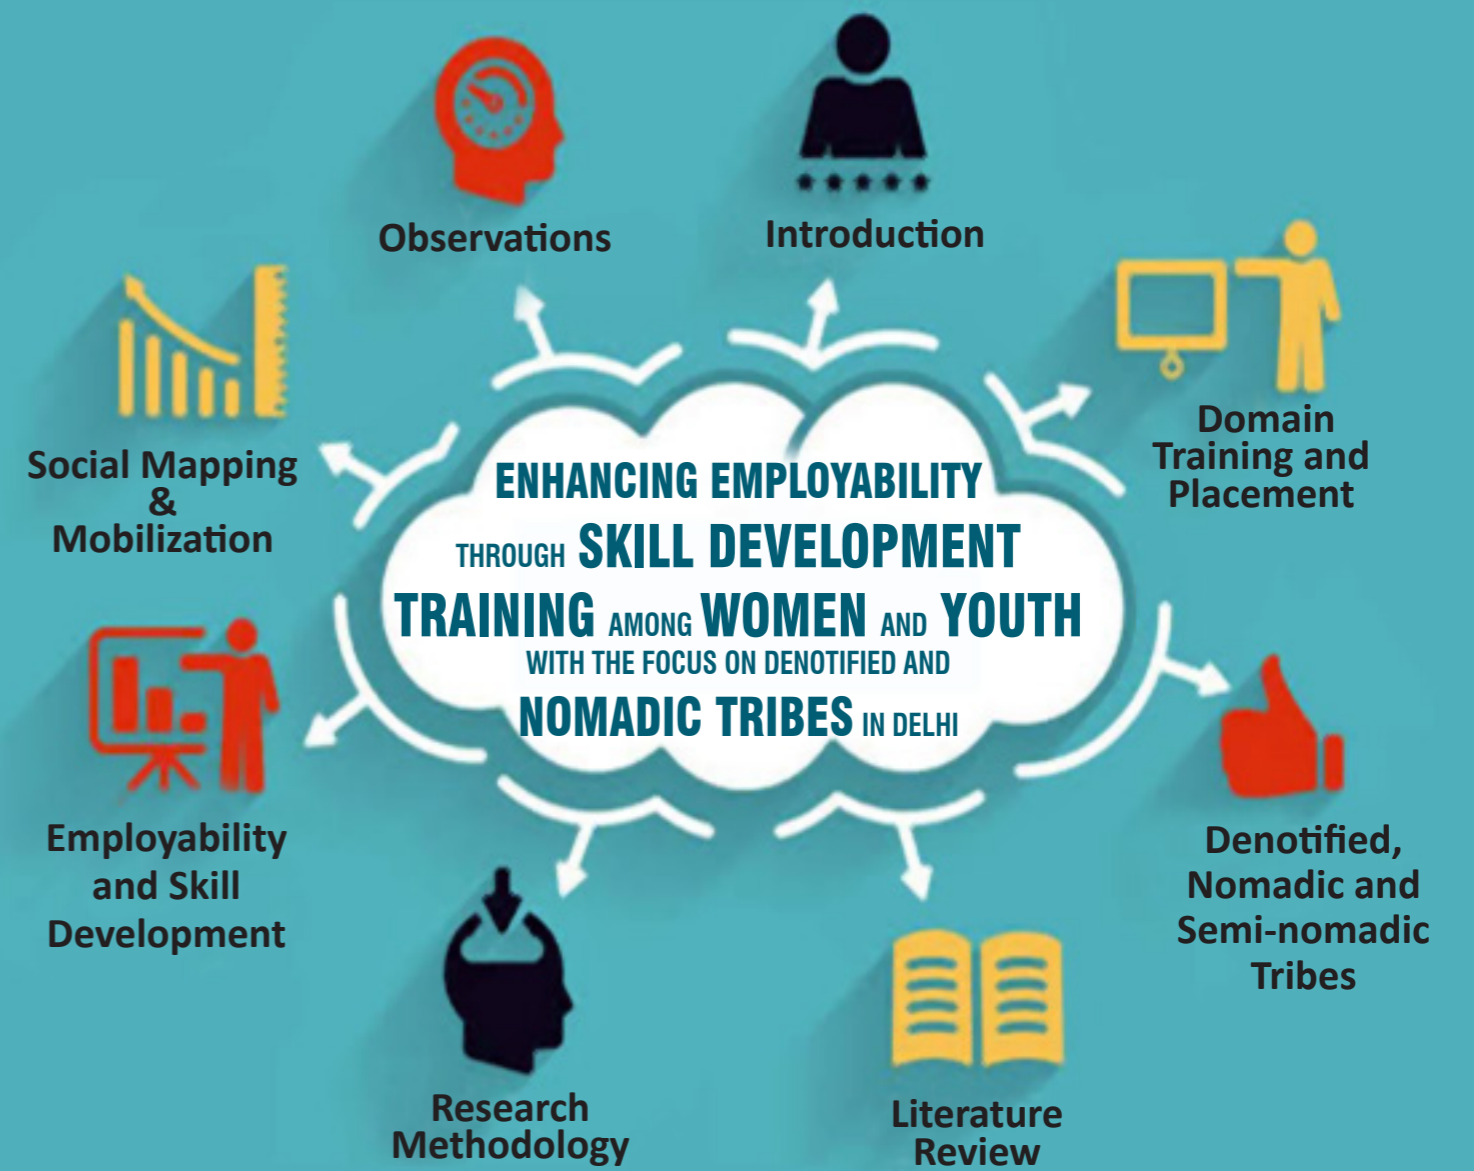 Observations
Introduction
Social Mapping
&
Mobilization
Domain
Training and
Placement
ENHANCING EMPLOYABILITY
THROUGH SKILL DEVELOPMENT
TRAINING AMONG WOMEN AND YOUTH
WITH THE FOCUS ON DENOTIFIED AND
NOMADIC TRIBES IN DELHI
Employability
and Skill
Development
Denotified,
Nomadic and
Semi-nomadic
Tribes
Research
Methodology
Literature
Review